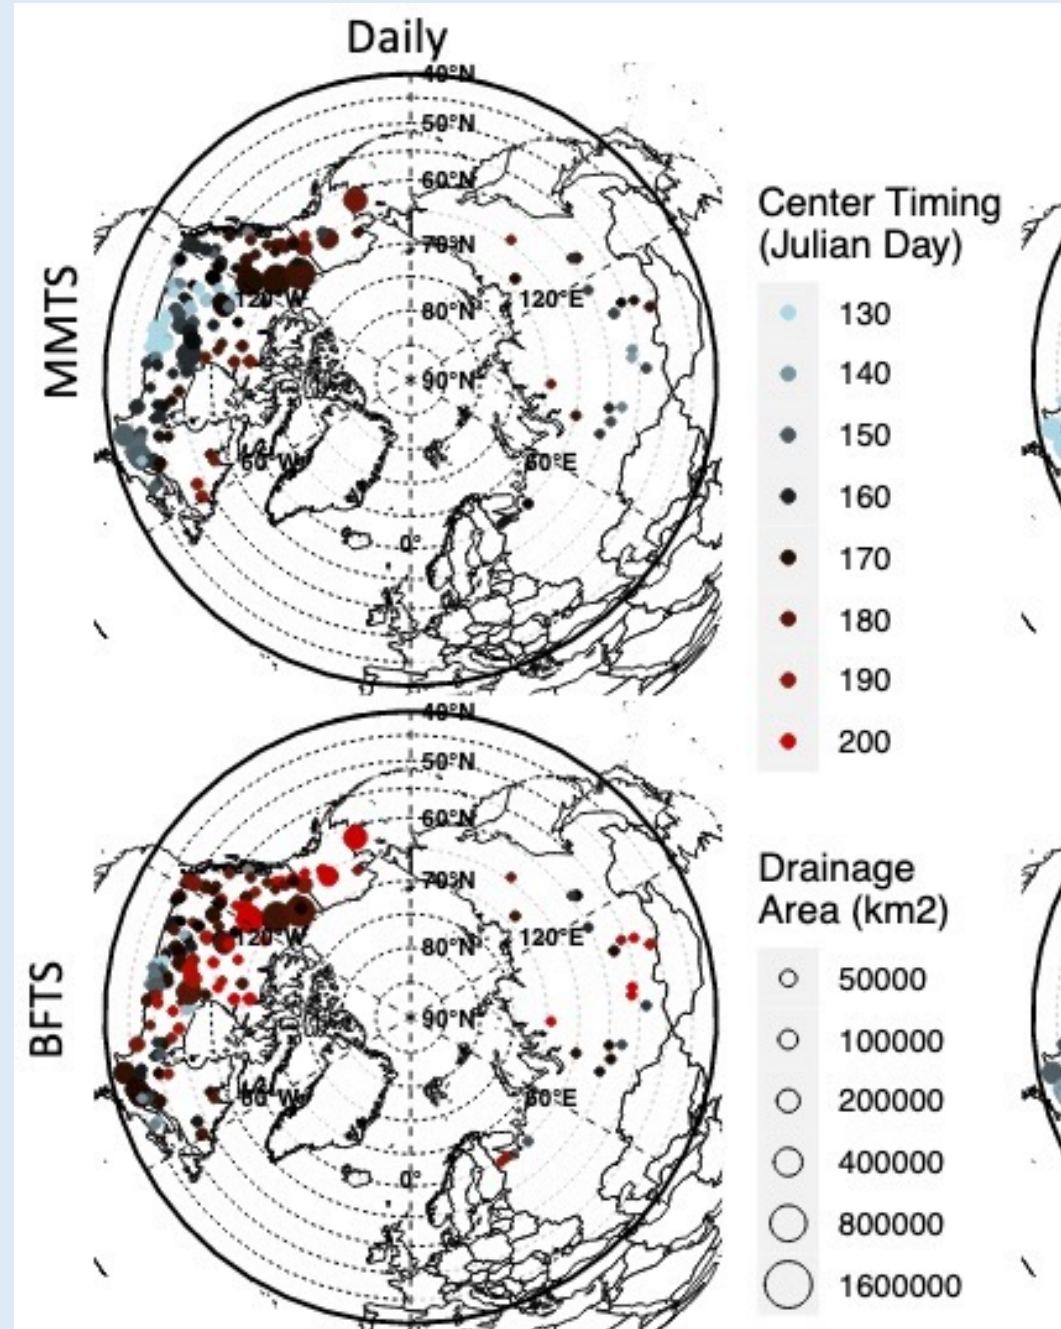 Daily
MMTS
40°N
50°N
60°N
70°N
80°N
90°N
120°W
120°E
60°W
60°E
0°
Center Timing
(Julian Day)
130
140
150
160
170
180
190
200
BFTS
40°N
50°N
60°N
70°N
80°N
90°N
120°W
120°E
60°W
60°E
0°
Drainage
Area (km2)
50000
100000
200000
400000
800000
1600000